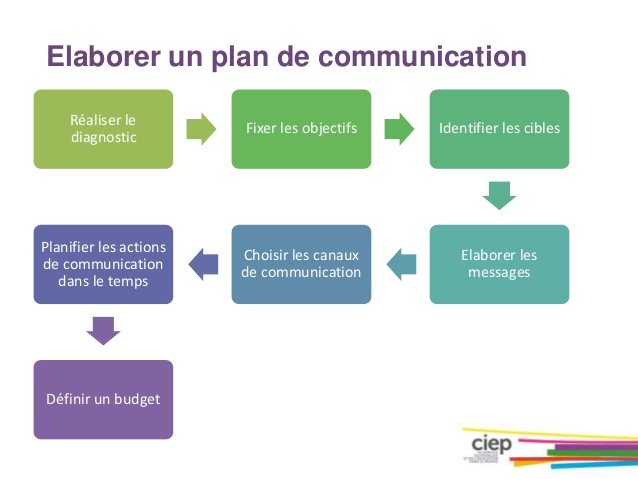 Elaborer un plan de communication
Réaliser le
diagnostic
Fixer les objectifs
Identifier les cibles
Elaborer les
messages
Choisir les canaux
de communication
Planifier les actions
de communication
dans le temps
Définir un budget
ciep